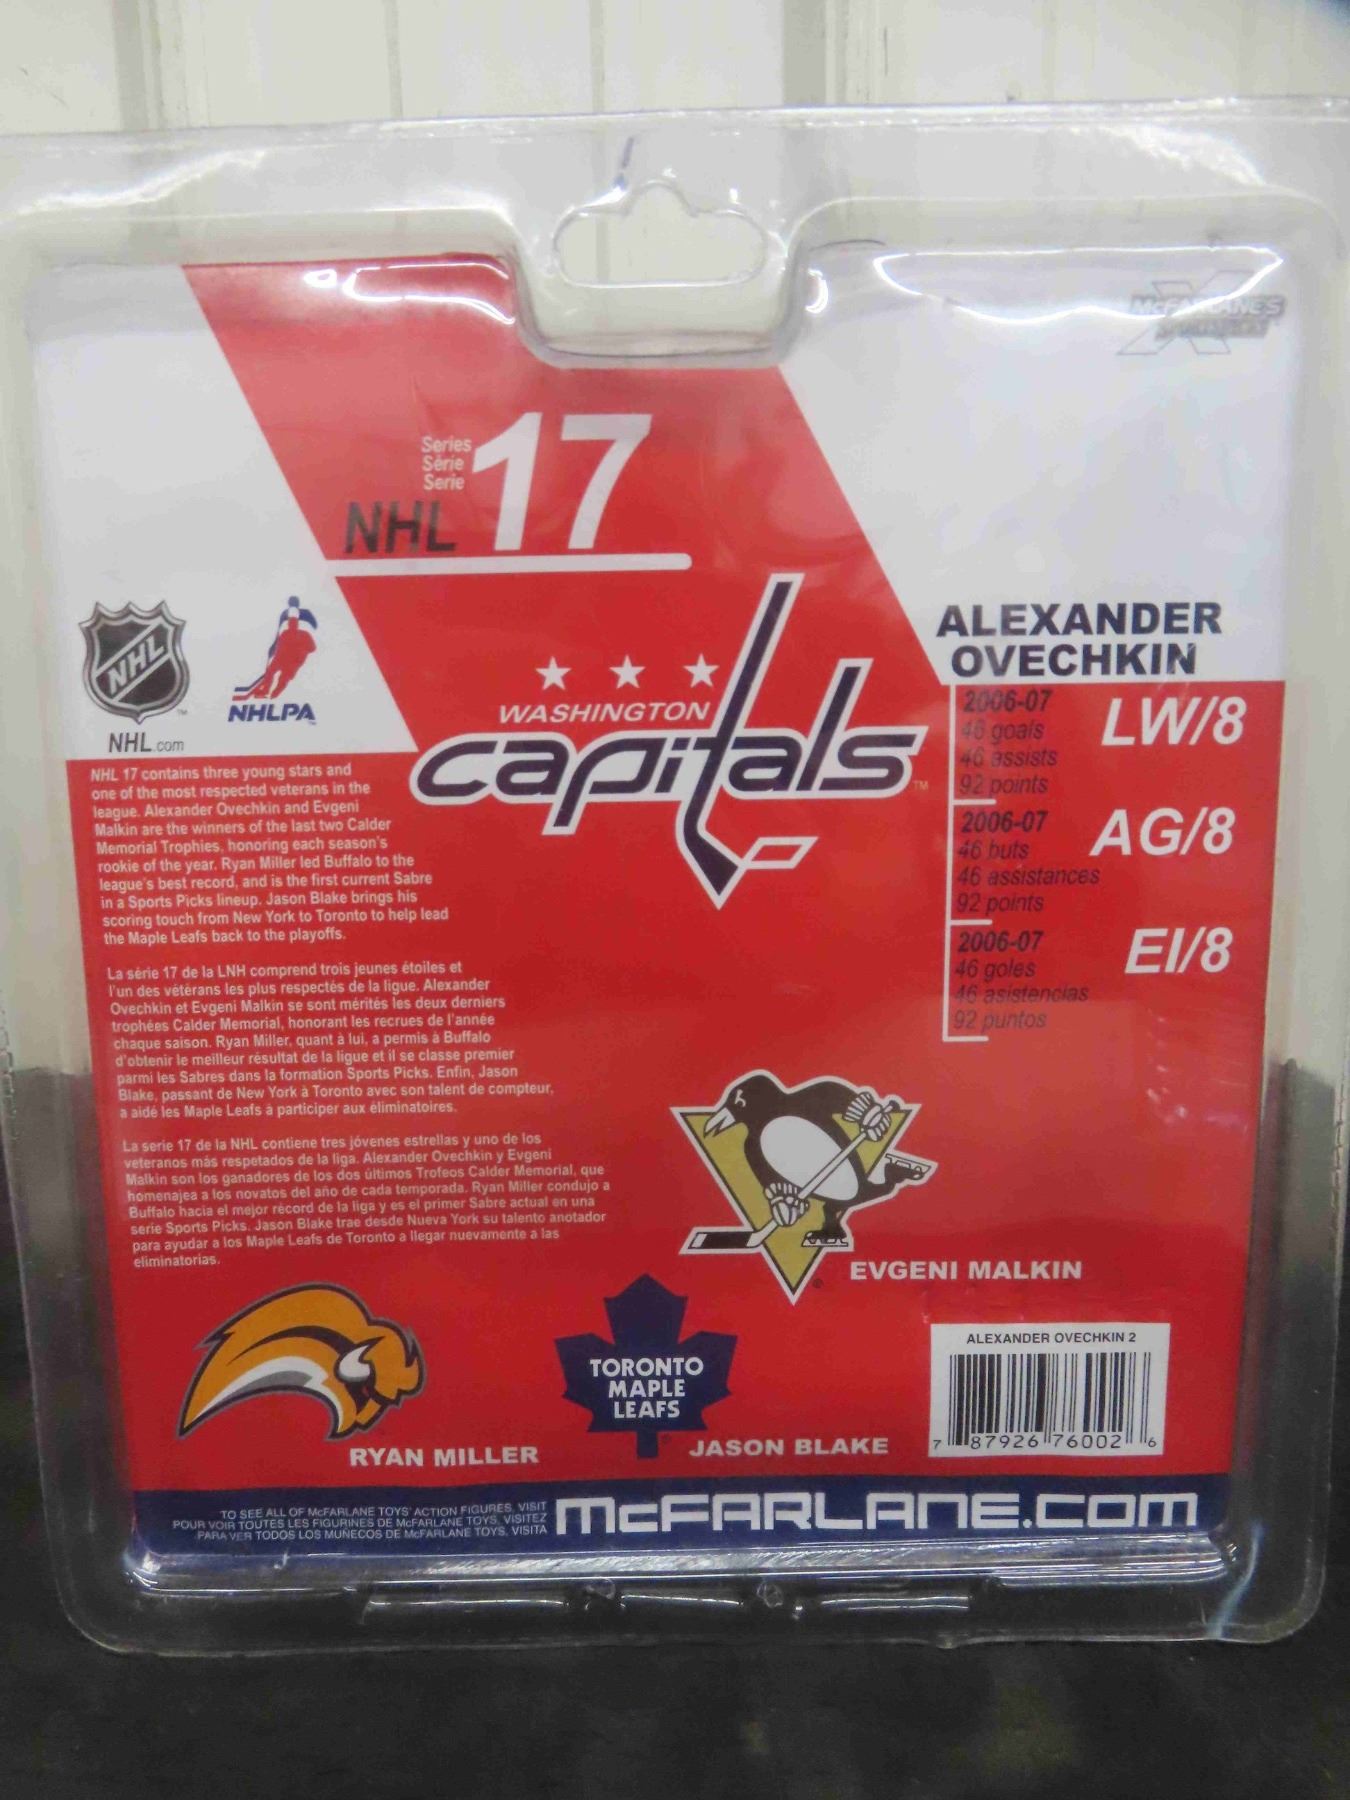 McFARLANE'S
Series
Série
Serie
17
NHL
NHL
NHLPA
NHL.com
WASHINGTON
capitals
ALEXANDER
OVECHKIN
2006-07
46 goals
46 assists
92 points
LW/8
2006-07
46 buts
46 assistances
92 points
AG/8
2006-07
46 goles
46 asistencias
92 puntos
EI/8
NHL 17 contains three young stars and
one of the most respected veterans in the
league. Alexander Ovechkin and Evgeni
Malkin are the winners of the last two Calder
Memorial Trophies, honoring each season's
rookie of the year. Ryan Miller led Buffalo to the
league's best record, and is the first current Sabre
in a Sports Picks lineup. Jason Blake brings his
scoring touch from New York to Toronto to help lead
the Maple Leafs back to the playoffs.
La série 17 de la LNH comprend trois jeunes étoiles et
l'un des vétérans les plus respectés de la ligue. Alexander
Ovechkin et Evgeni Malkin se sont mérités les deux derniers
trophées Calder Memorial, honorant les recrues de l'année
chaque saison. Ryan Miller, quant à lui, a permis à Buffalo
d'obtenir le meilleur résultat de la ligue et il se classe premier
parmi les Sabres dans la formation Sports Picks. Enfin, Jason
Blake, passant de New York à Toronto avec son talent de compteur,
a aidé les Maple Leafs à participer aux éliminatoires.
La serie 17 de la NHL contiene tres jóvenes estrellas y uno de los
veteranos más respetados de la liga. Alexander Ovechkin y Evgeni
Malkin son los ganadores de los dos últimos Trofeos Calder Memorial, que
homenajea a los novatos del año de cada temporada. Ryan Miller condujo a
Buffalo hacia el mejor récord de la liga y es el primer Sabre actual en una
serie Sports Picks. Jason Blake trae desde Nueva York su talento anotador
para ayudar a los Maple Leafs de Toronto a llegar nuevamente a las
eliminatorias.
EVGENI MALKIN
RYAN MILLER
TORONTO
MAPLE
LEAFS
JASON BLAKE
ALEXANDER OVECHKIN 2
7 87926 76002 6
TO SEE ALL OF McFARLANE TOYS' ACTION FIGURES, VISIT
POUR VOIR TOUTES LES FIGURINES DE McFARLANE TOYS, VISITEZ
PARA VER TODOS LOS MUÑECOS DE McFARLANE TOYS, VISITA
McFARLANE.COM